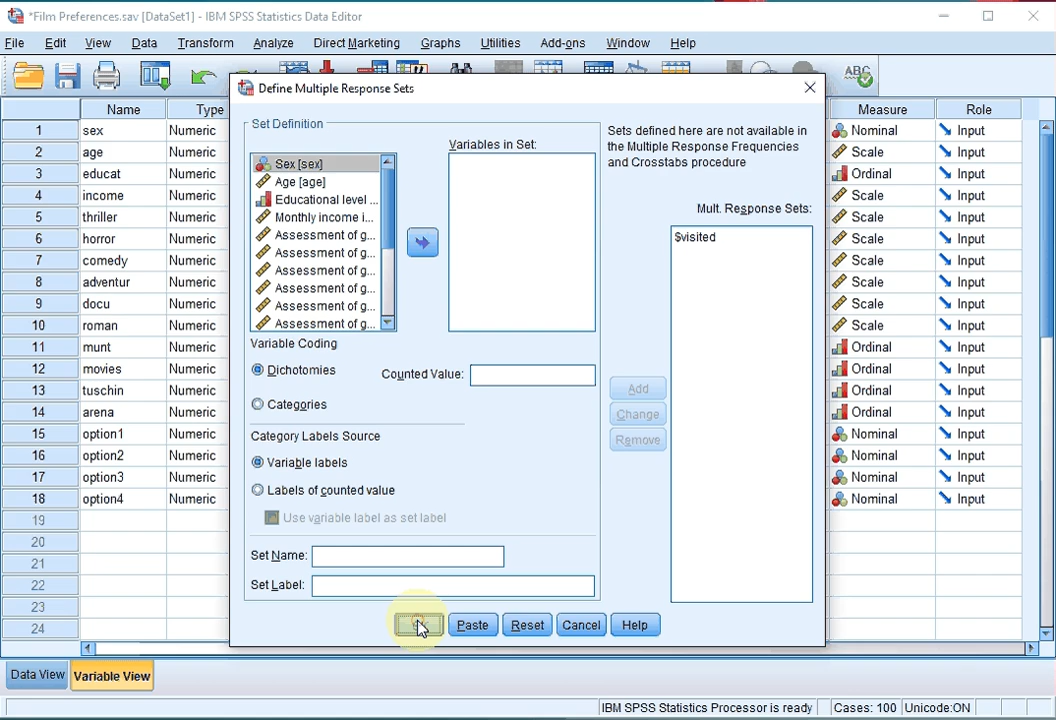 *Film Preferences.sav [DataSet1] - IBM SPSS Statistics Data Editor
File Edit View Data Transform Analyze Direct Marketing Graphs Utilities Add-ons Window Help
Define Multiple Response Sets
Name Type Measure Role
1 sex Numeric Nominal Input
2 age Numeric Scale Input
3 educat Numeric Ordinal Input
4 income Numeric Scale Input
5 thriller Numeric Scale Input
6 horror Numeric Scale Input
7 comedy Numeric Scale Input
8 adventur Numeric Scale Input
9 docu Numeric Scale Input
10 roman Numeric Scale Input
11 munt Numeric Ordinal Input
12 movies Numeric Ordinal Input
13 tuschin Numeric Ordinal Input
14 arena Numeric Ordinal Input
15 option1 Numeric Nominal Input
16 option2 Numeric Nominal Input
17 option3 Numeric Nominal Input
18 option4 Numeric Nominal Input
19
20
21
22
23
24
Set Definition
Sex [sex]
Age [age]
Educational level ...
Monthly income i...
Assessment of g...
Assessment of g...
Assessment of g...
Assessment of g...
Assessment of g...
Assessment of g...
Variables in Set:
Sets defined here are not available in
the Multiple Response Frequencies
and Crosstabs procedure
Mult. Response Sets:
$visited
Variable Coding
Dichotomies
Counted Value:
Categories
Add
Change
Remove
Category Labels Source
Variable labels
Labels of counted value
Use variable label as set label
Set Name:
Set Label:
Paste Reset Cancel Help
Data View Variable View
IBM SPSS Statistics Processor is ready Cases: 100 Unicode:ON
ABC